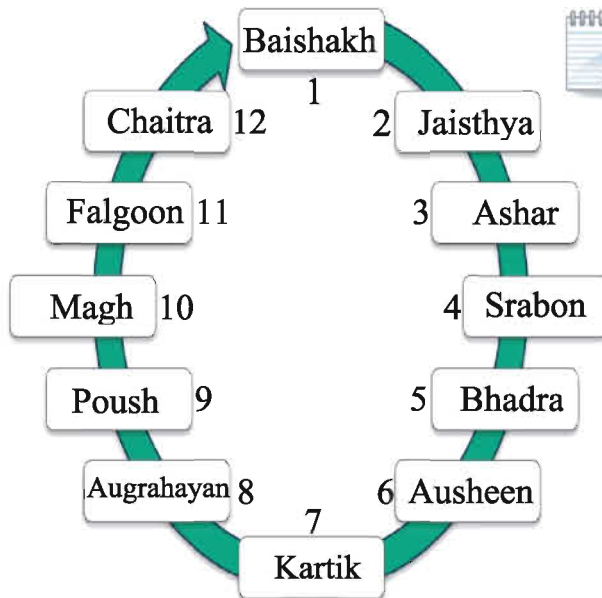 Baishakh
1
2 Jaisthya
3 Ashar
4 Srabon
5 Bhadra
6 Ausheen
7
Kartik
Augrahayan 8
Poush 9
Magh 10
Falgoon 11
Chaitra 12